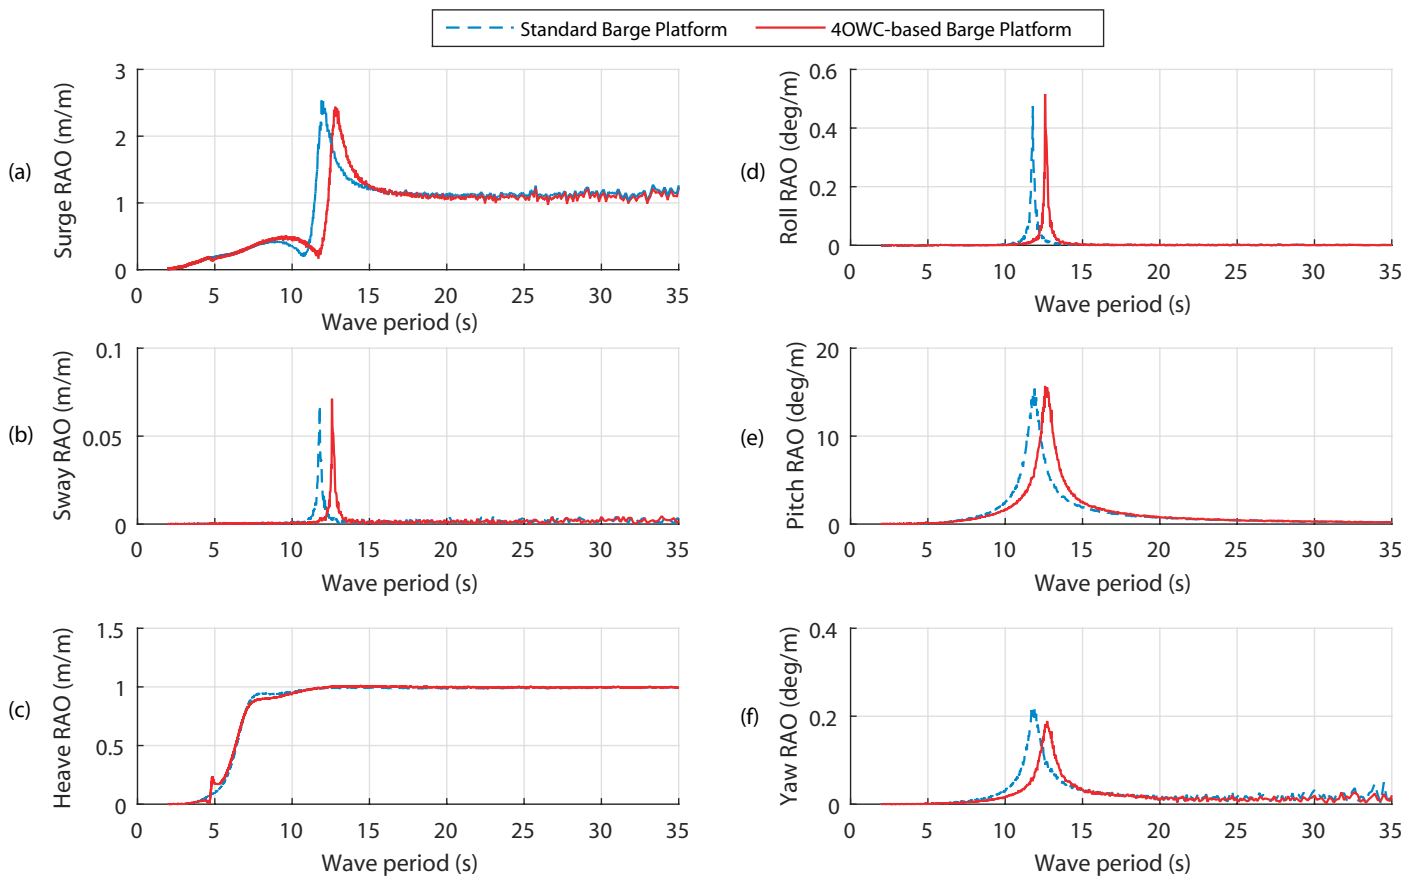 Standard Barge Platform 4OWC-based Barge Platform
(a)
Surge RAO (m/m)
3
2
1
0
0 5 10 15 20 25 30 35
Wave period (s)
(b)
Sway RAO (m/m)
0.1
0.05
0
0 5 10 15 20 25 30 35
Wave period (s)
(c)
Heave RAO (m/m)
1.5
1
0.5
0
0 5 10 15 20 25 30 35
Wave period (s)
(d)
Roll RAO (deg/m)
0.6
0.4
0.2
0
0 5 10 15 20 25 30 35
Wave period (s)
(e)
Pitch RAO (deg/m)
20
10
0
0 5 10 15 20 25 30 35
Wave period (s)
(f)
Yaw RAO (deg/m)
0.4
0.2
0
0 5 10 15 20 25 30 35
Wave period (s)